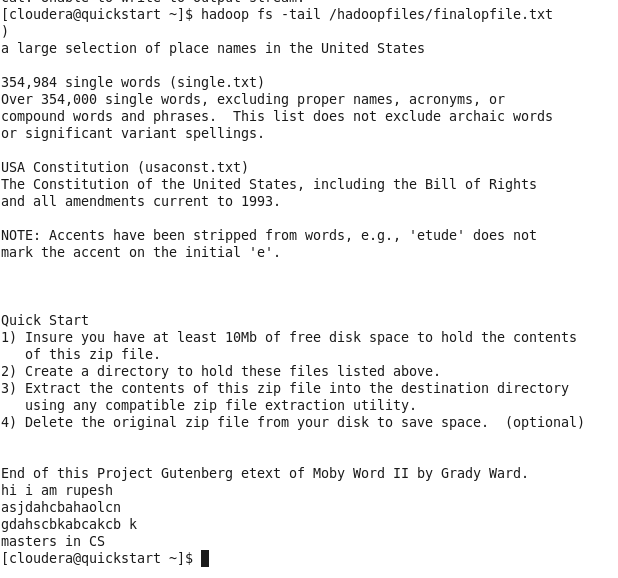 cat: Unable to write to output stream.
[cloudera@quickstart ~]$ hadoop fs -tail /hadoopfiles/finalopfile.txt
)
a large selection of place names in the United States
354,984 single words (single.txt)
Over 354,000 single words, excluding proper names, acronyms, or
compound words and phrases.  This list does not exclude archaic words
or significant variant spellings.
USA Constitution (usaconst.txt)
The Constitution of the United States, including the Bill of Rights
and all amendments current to 1993.
NOTE: Accents have been stripped from words, e.g., 'etude' does not
mark the accent on the initial 'e'.
Quick Start
1) Insure you have at least 10Mb of free disk space to hold the contents
   of this zip file.
2) Create a directory to hold these files listed above.
3) Extract the contents of this zip file into the destination directory
   using any compatible zip file extraction utility.
4) Delete the original zip file from your disk to save space.  (optional)
End of this Project Gutenberg etext of Moby Word II by Grady Ward.
hi i am rupesh
asjdahcbahaolcn
gdahscbkabcakcb k
masters in CS
[cloudera@quickstart ~]$